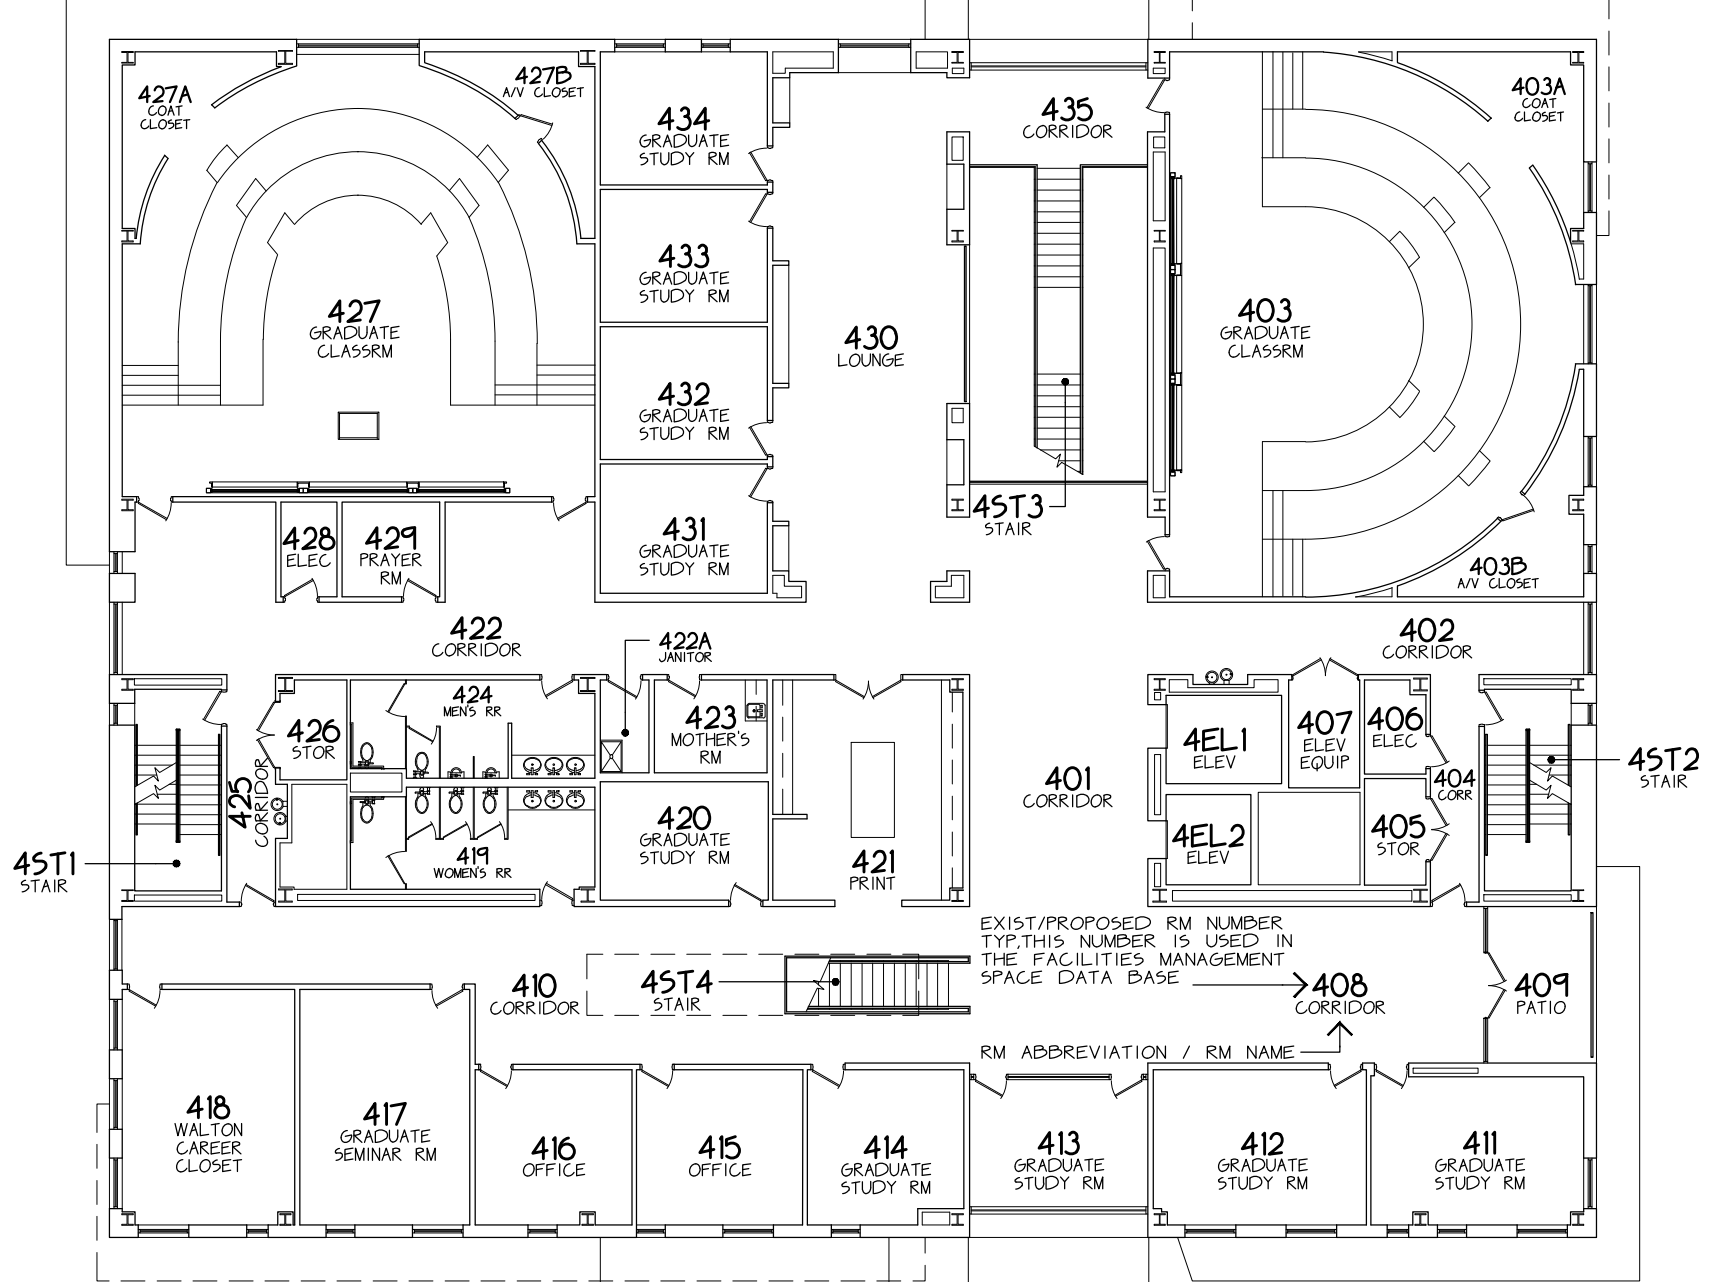 427A
COAT
CLOSET
427B
A/V CLOSET
434
GRADUATE
STUDY RM
435
CORRIDOR
403A
COAT
CLOSET
433
GRADUATE
STUDY RM
427
GRADUATE
CLASSRM
430
LOUNGE
403
GRADUATE
CLASSRM
432
GRADUATE
STUDY RM
4ST3
STAIR
428
ELEC
429
PRAYER
RM
431
GRADUATE
STUDY RM
403B
A/V CLOSET
422
CORRIDOR
422A
JANITOR
402
CORRIDOR
424
MEN'S RR
426
STOR
423
MOTHER'S
RM
4EL1
ELEV
407
ELEV
EQUIP
406
ELEC
4ST2
STAIR
425
CORRIDOR
401
CORRIDOR
404
CORR
420
GRADUATE
STUDY RM
4EL2
ELEV
405
STOR
4ST1
STAIR
419
WOMEN'S RR
421
PRINT
EXIST/PROPOSED RM NUMBER
TYP,THIS NUMBER IS USED IN
THE FACILITIES MANAGEMENT
SPACE DATA BASE
410
CORRIDOR
4ST4
STAIR
408
CORRIDOR
409
PATIO
RM ABBREVIATION / RM NAME
418
WALTON
CAREER
CLOSET
417
GRADUATE
SEMINAR RM
416
OFFICE
415
OFFICE
414
GRADUATE
STUDY RM
413
GRADUATE
STUDY RM
412
GRADUATE
STUDY RM
411
GRADUATE
STUDY RM